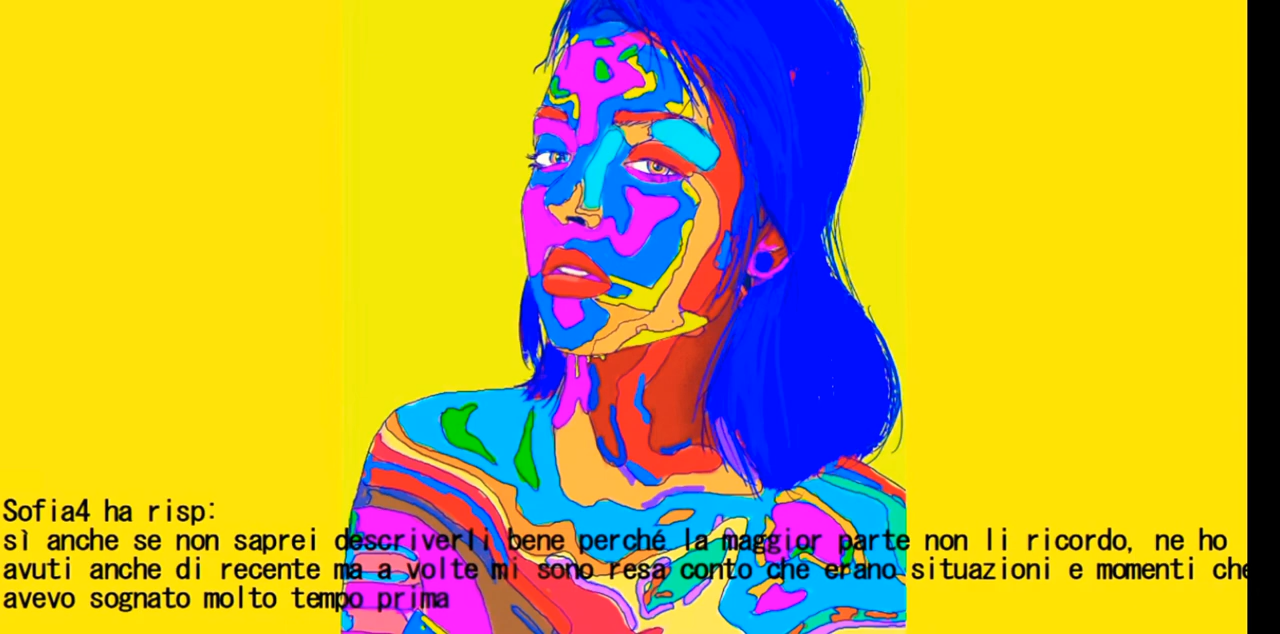 Sofia4 ha risp:
sì anche se non saprei descriverli bene perché la maggior parte non li ricordo, ne ho
avuti anche di recente ma a volte mi sono resa conto che erano situazioni e momenti che
avevo sognato molto tempo prima